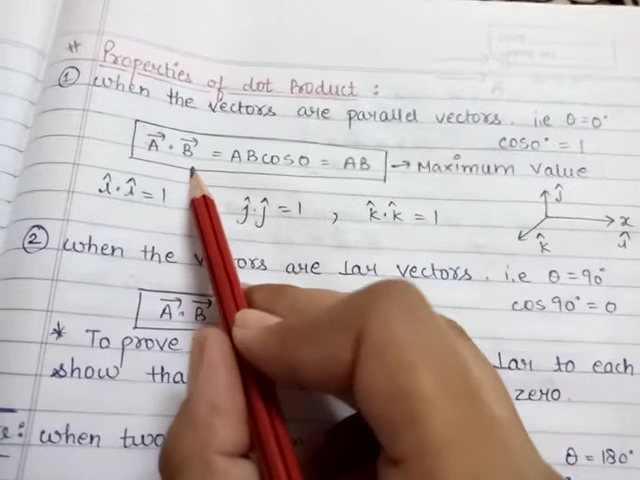 * Properties of dot Product :
① when the vectors are parallel vectors. i.e θ=0°
cos0° = 1
A⃗ · B⃗ = ABCOSθ = AB → Maximum Value
î·î = 1 ĵ·ĵ = 1 , k̂·k̂ = 1
ĵ
x
k̂ î
② when the ors are ⊥ar vectors. i.e θ = 90°
cos 90° = 0
A⃗ · B⃗
* To prove ⊥ar to each
show tha zero.
: when two
θ = 180°